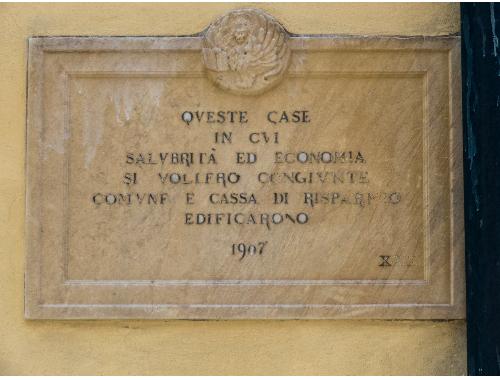 QVESTE CASE
IN CVI
SALVBRITÀ ED ECONOMIA
SI VOLLERO CONGIVNTE
COMVNE E CASSA DI RISPARMIO
EDIFICARONO
1907